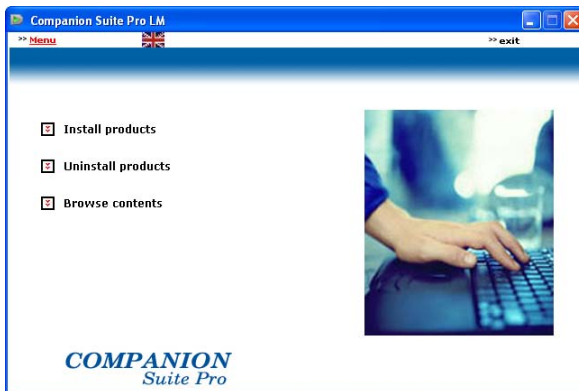 Companion Suite Pro LM
>> Menu
>> exit
Install products
Uninstall products
Browse contents
COMPANION
Suite Pro